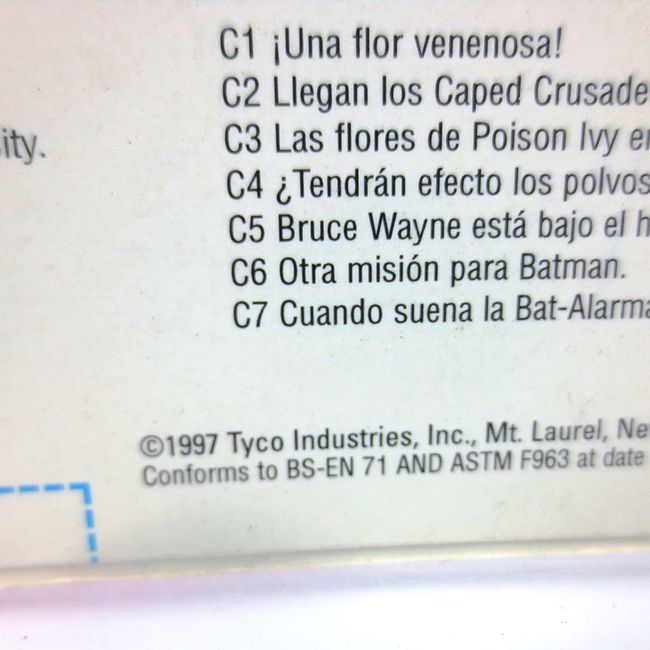 C1 ¡Una flor venenosa!
C2 Llegan los Caped Crusade
ity.
C3 Las flores de Poison Ivy
C4 ¿Tendrán efecto los polvos
C5 Bruce Wayne está bajo el h
C6 Otra misión para Batman.
C7 Cuando suena la Bat-Alarma
©1997 Tyco Industries, Inc., Mt. Laurel, Ne
Conforms to BS-EN 71 AND ASTM F963 at date